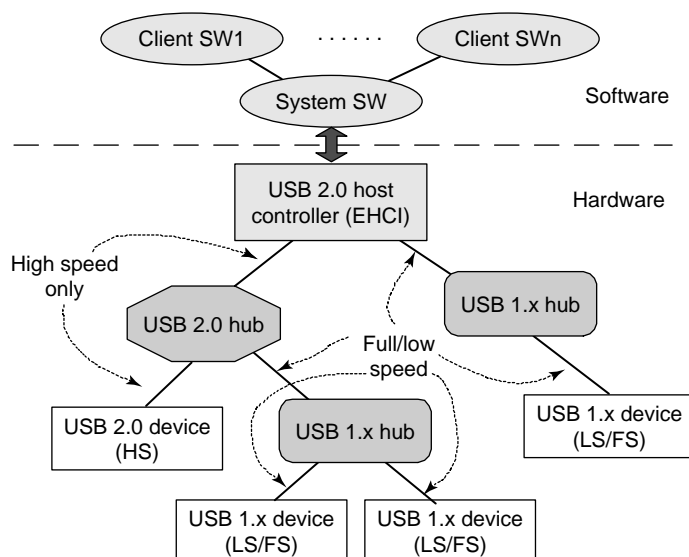 Client SW1
. . . . . .
Client SWn
System SW
Software
USB 2.0 host
controller (EHCI)
Hardware
High speed
only
USB 1.x hub
USB 2.0 hub
Full/low
speed
USB 2.0 device
(HS)
USB 1.x hub
USB 1.x device
(LS/FS)
USB 1.x device
(LS/FS)
USB 1.x device
(LS/FS)